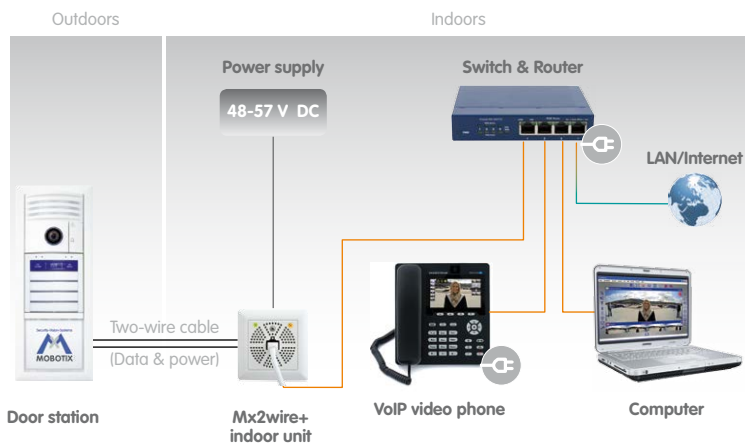 Outdoors
Indoors
Power supply
Switch & Router
48-57 V DC
LAN/Internet
Two-wire cable
(Data & power)
MOBOTIX
Door station
Mx2wire+
indoor unit
VoIP video phone
Computer